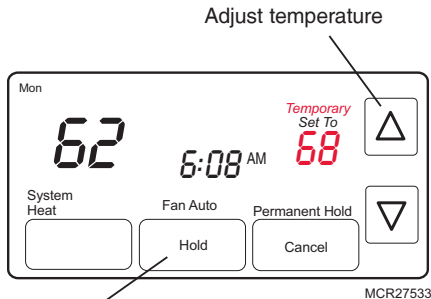 Adjust temperature
Mon
Temporary
Set To
62
6:08 AM
68
System
Heat
Fan Auto
Permanent Hold
Hold
Cancel
MCR27533